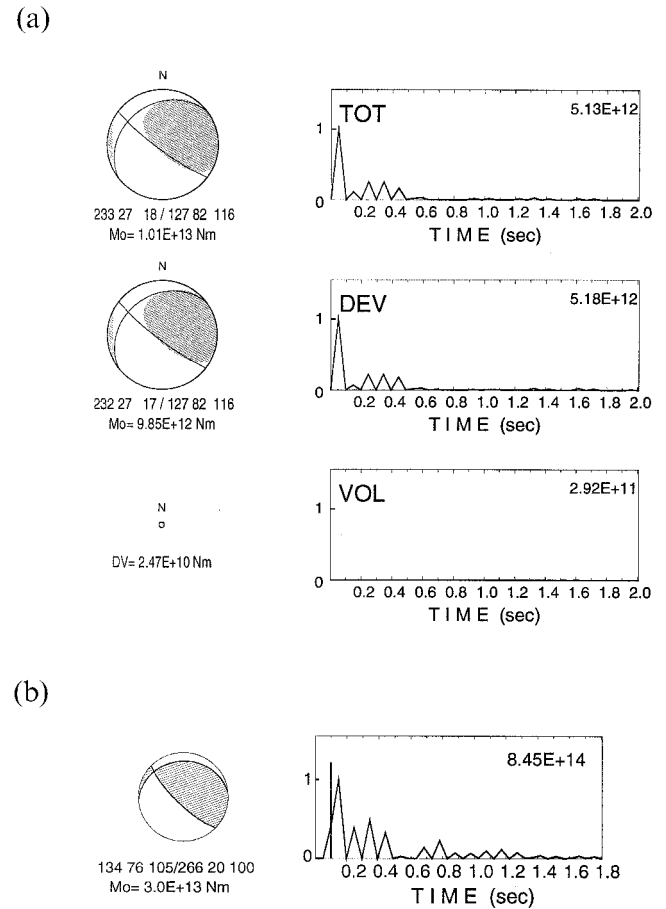 (a)
N
233 27 18 / 127 82 116
Mo= 1.01E+13 Nm
TOT
5.13E+12
1
0
0.2 0.4 0.6 0.8 1.0 1.2 1.4 1.6 1.8 2.0
TIME (sec)
N
232 27 17 / 127 82 116
Mo= 9.85E+12 Nm
DEV
5.18E+12
1
0
0.2 0.4 0.6 0.8 1.0 1.2 1.4 1.6 1.8 2.0
TIME (sec)
N
DV= 2.47E+10 Nm
VOL
2.92E+11
1
0
0.2 0.4 0.6 0.8 1.0 1.2 1.4 1.6 1.8 2.0
TIME (sec)
(b)
134 76 105/266 20 100
Mo= 3.0E+13 Nm
8.45E+14
1
0
0.2 0.4 0.6 0.8 1.0 1.2 1.4 1.6 1.8
TIME (sec)